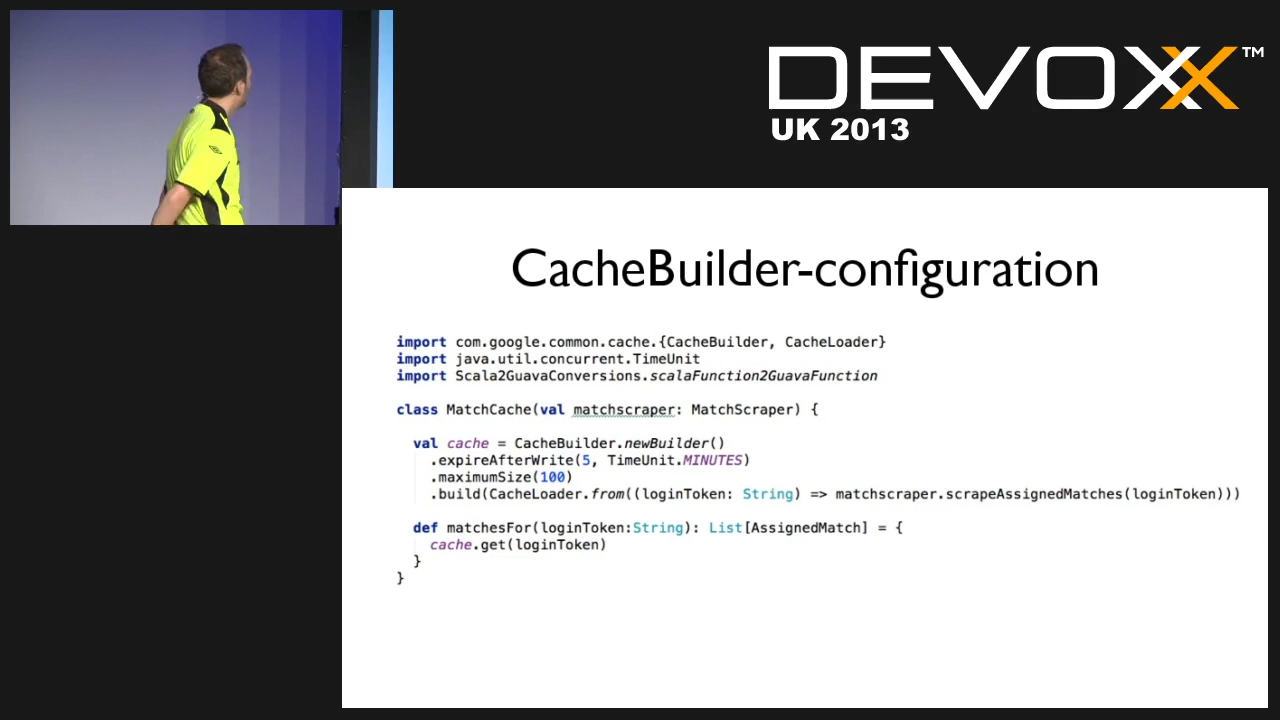 DEVOXX™
UK 2013
CacheBuilder-configuration
import com.google.common.cache.{CacheBuilder, CacheLoader}
import java.util.concurrent.TimeUnit
import Scala2GuavaConversions.scalaFunction2GuavaFunction
class MatchCache(val matchscraper: MatchScraper) {
val cache = CacheBuilder.newBuilder()
.expireAfterWrite(5, TimeUnit.MINUTES)
.maximumSize(100)
.build(CacheLoader.from((loginToken: String) => matchscraper.scrapeAssignedMatches(loginToken)))
def matchesFor(loginToken:String): List[AssignedMatch] = {
cache.get(loginToken)
}
}